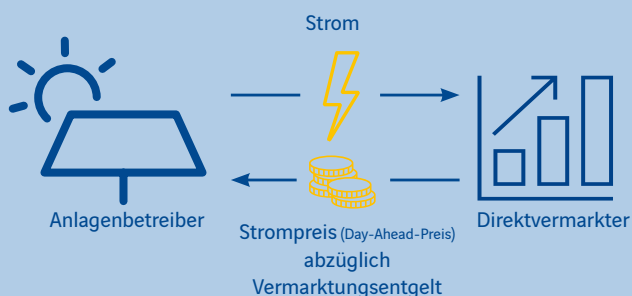 Strom
Anlagenbetreiber
Direktvermarkter
Strompreis (Day-Ahead-Preis)
abzüglich
Vermarktungsentgelt